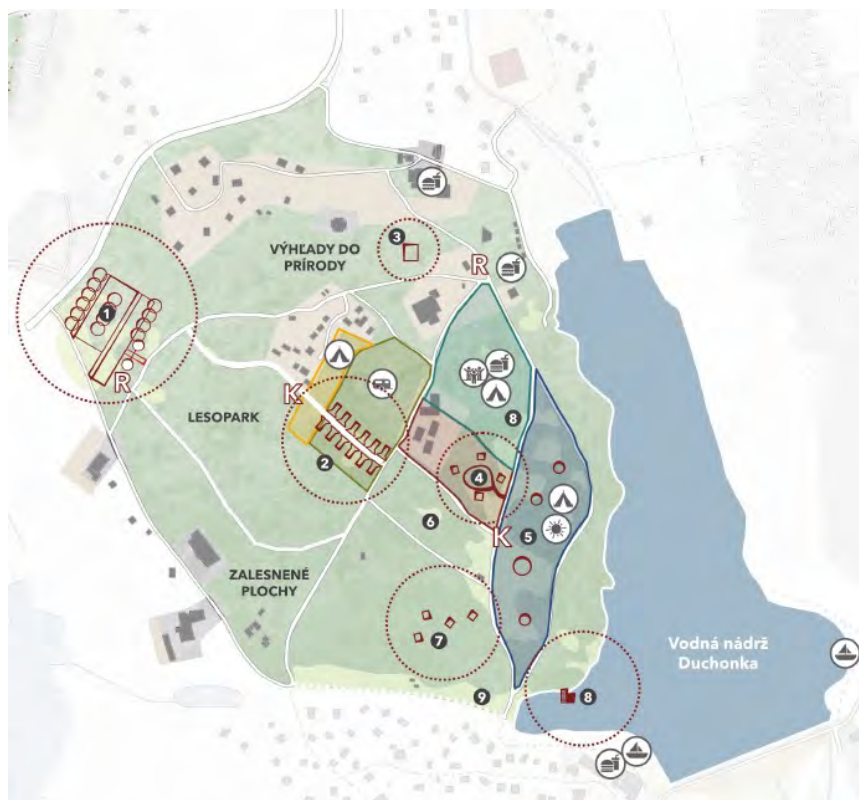 VÝHĽADY DO
PRÍRODY
3
R
1
R
K
LESOPARK
2
8
4
6
K
5
ZALESNENÉ
PLOCHY
7
Vodná nádrž
Duchonka
9
8